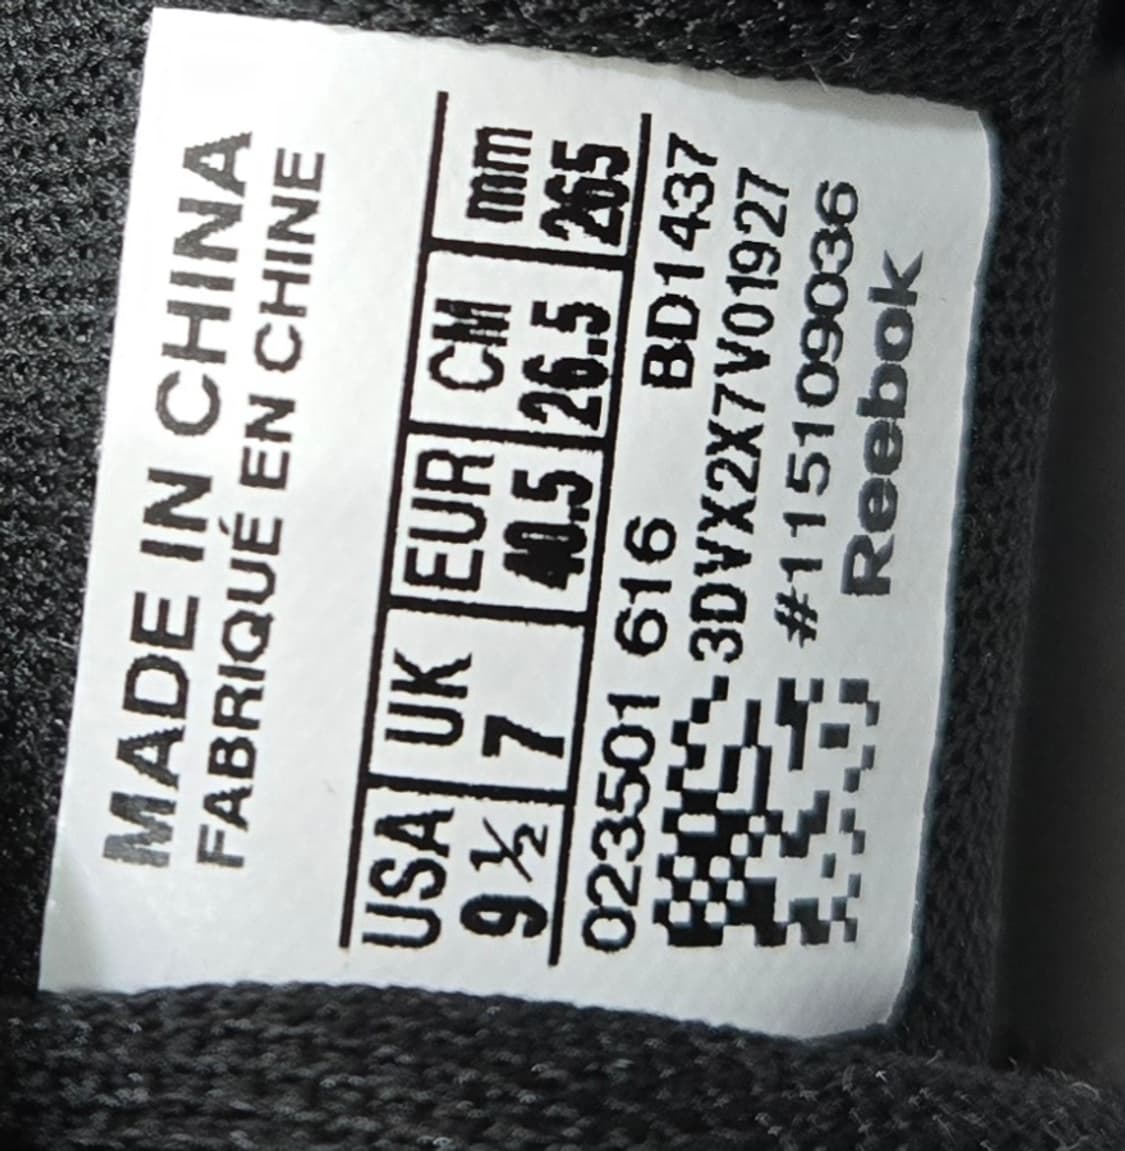 MADE IN CHINA
FABRIQUÉ EN CHINE
USA UK EUR CM mm
9½ 7 40.5 26.5 265
023501 616 BD1437
3DVX2X7V01927
#115109036
Reebok